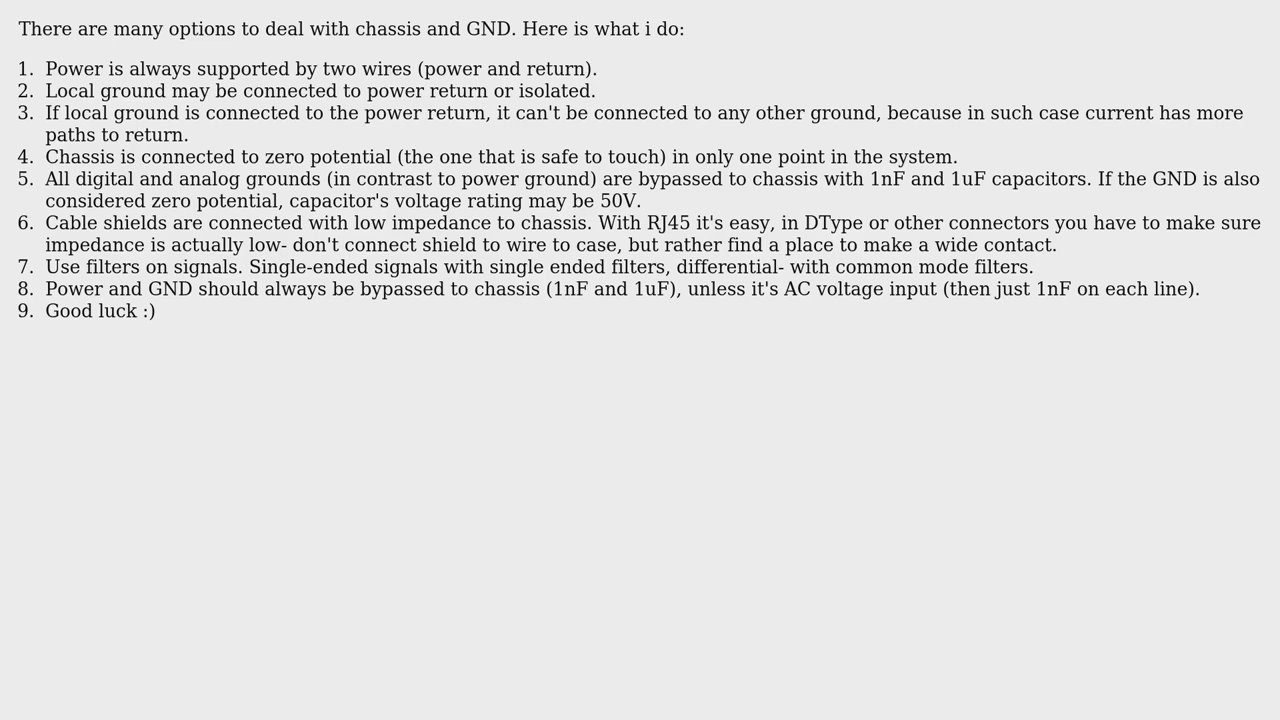 There are many options to deal with chassis and GND. Here is what i do:
1. Power is always supported by two wires (power and return).
2. Local ground may be connected to power return or isolated.
3. If local ground is connected to the power return, it can't be connected to any other ground, because in such case current has more
paths to return.
4. Chassis is connected to zero potential (the one that is safe to touch) in only one point in the system.
5. All digital and analog grounds (in contrast to power ground) are bypassed to chassis with 1nF and 1uF capacitors. If the GND is also
considered zero potential, capacitor's voltage rating may be 50V.
6. Cable shields are connected with low impedance to chassis. With RJ45 it's easy, in DType or other connectors you have to make sure
impedance is actually low- don't connect shield to wire to case, but rather find a place to make a wide contact.
7. Use filters on signals. Single-ended signals with single ended filters, differential- with common mode filters.
8. Power and GND should always be bypassed to chassis (1nF and 1uF), unless it's AC voltage input (then just 1nF on each line).
9. Good luck :)